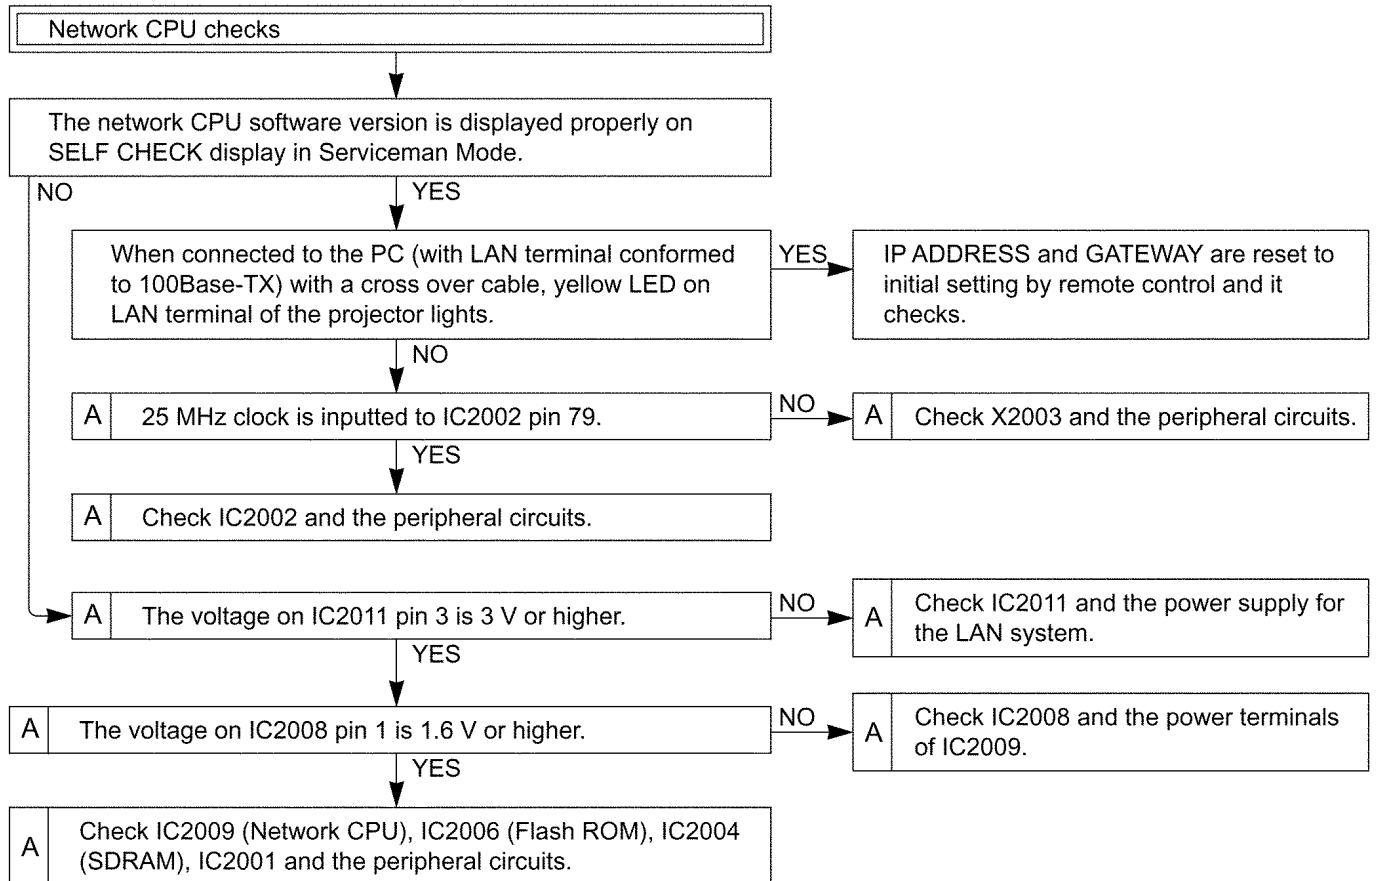 Network CPU checks
The network CPU software version is displayed properly on
SELF CHECK display in Serviceman Mode.
NO
YES
When connected to the PC (with LAN terminal conformed
to 100Base-TX) with a cross over cable, yellow LED on
LAN terminal of the projector lights.
YES
IP ADDRESS and GATEWAY are reset to
initial setting by remote control and it
checks.
NO
A
25 MHz clock is inputted to IC2002 pin 79.
NO
A
Check X2003 and the peripheral circuits.
YES
A
Check IC2002 and the peripheral circuits.
A
The voltage on IC2011 pin 3 is 3 V or higher.
NO
A
Check IC2011 and the power supply for
the LAN system.
YES
A
The voltage on IC2008 pin 1 is 1.6 V or higher.
NO
A
Check IC2008 and the power terminals
of IC2009.
YES
A
Check IC2009 (Network CPU), IC2006 (Flash ROM), IC2004
(SDRAM), IC2001 and the peripheral circuits.